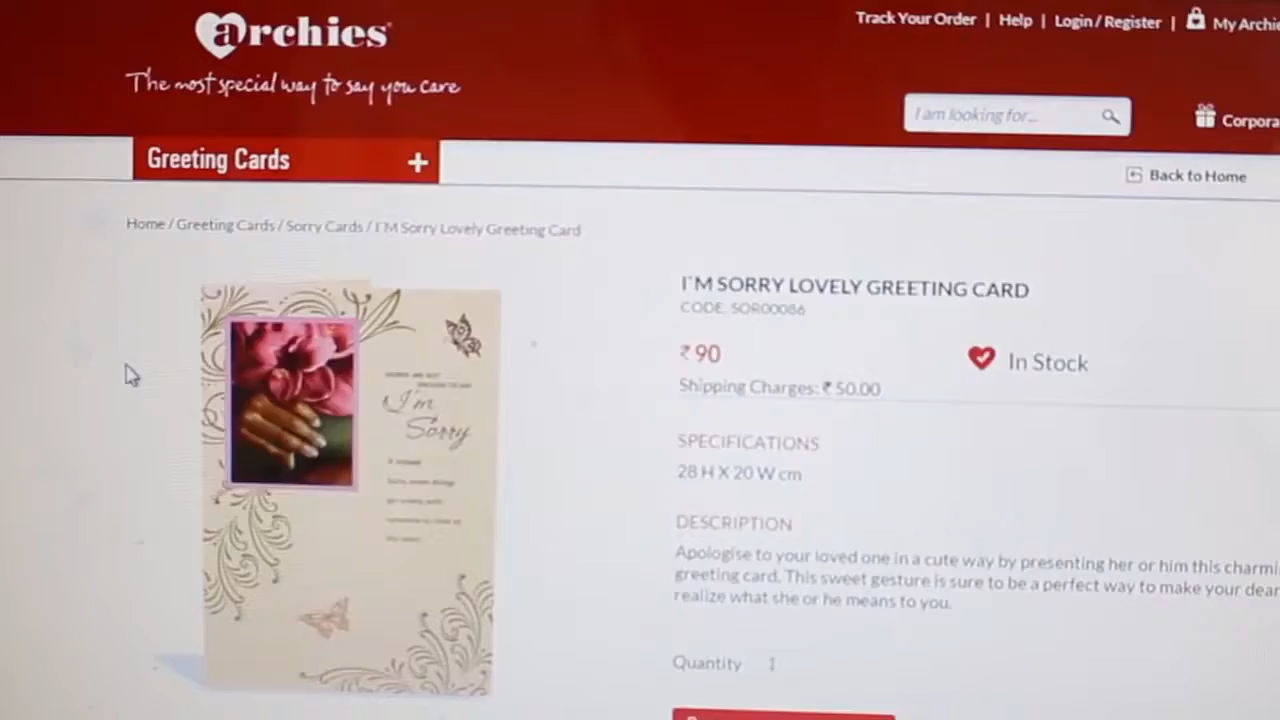 archies
The most special way to say you care
Track Your Order | Help | Login / Register |
I am looking for...
Greeting Cards +
Back to Home
Home / Greeting Cards / Sorry Cards / I`M Sorry Lovely Greeting Card
I`M SORRY LOVELY GREETING CARD
CODE: SOR00086
₹ 90
In Stock
Shipping Charges: ₹ 50.00
I'm
Sorry
SPECIFICATIONS
28 H X 20 W cm
DESCRIPTION
Apologise to your loved one in a cute way by presenting her or him this
greeting card. This sweet gesture is sure to be a perfect way to make your dear
realize what she or he means to you.
Quantity 1